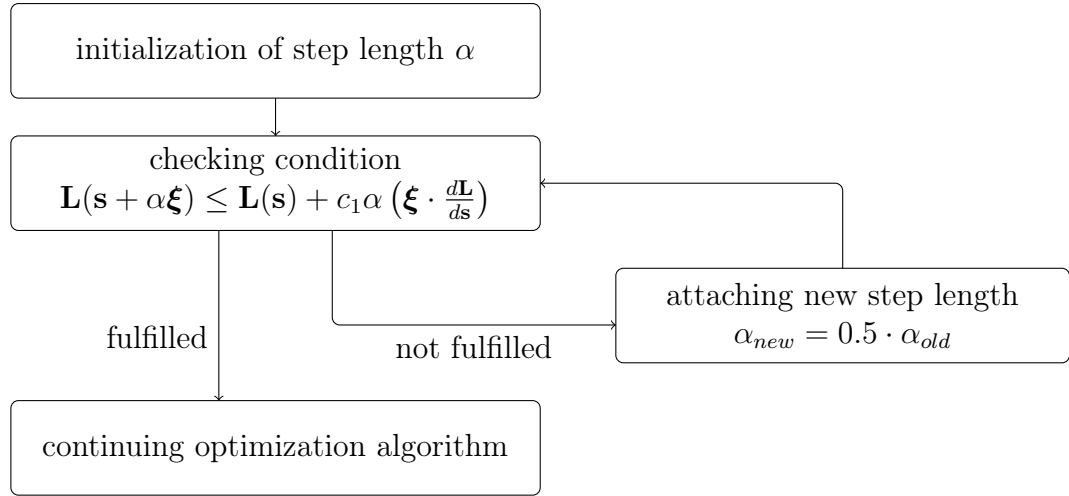 initialization of step length α
checking condition
L(s + αξ) ≤ L(s) + c₁α (ξ · dL/ds)
fulfilled
not fulfilled
attaching new step length
α_new = 0.5 · α_old
continuing optimization algorithm